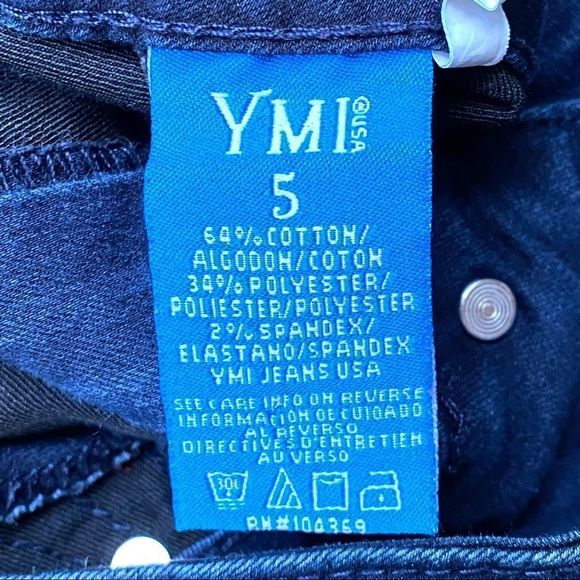 YMI® USA
5
64% COTTON/
ALGODON/COTON
34% POLYESTER/
POLIESTER/POLYESTER
2% SPANDEX/
ELASTANO/SPANDEX
YMI JEANS USA
SEE CARE INFO ON REVERSE
INFORMACION DE CUIDADO
AL REVERSO
DIRECTIVES D'ENTRETIEN
AU VERSO
30C
RN#104369